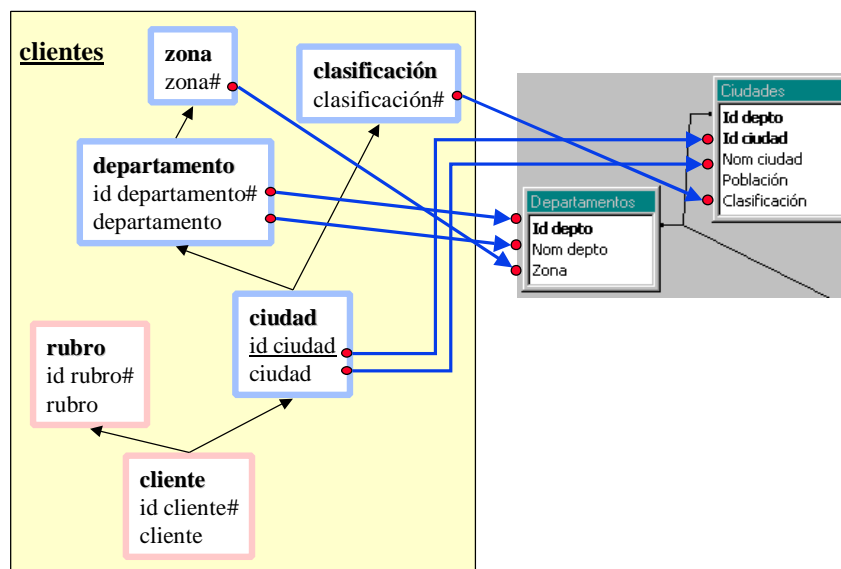 clientes
zona
zona#
clasificación
clasificación#
departamento
id departamento#
departamento
ciudad
id ciudad
ciudad
rubro
id rubro#
rubro
cliente
id cliente#
cliente
Departamentos
Id depto
Nom depto
Zona
Ciudades
Id depto
Id ciudad
Nom ciudad
Población
Clasificación